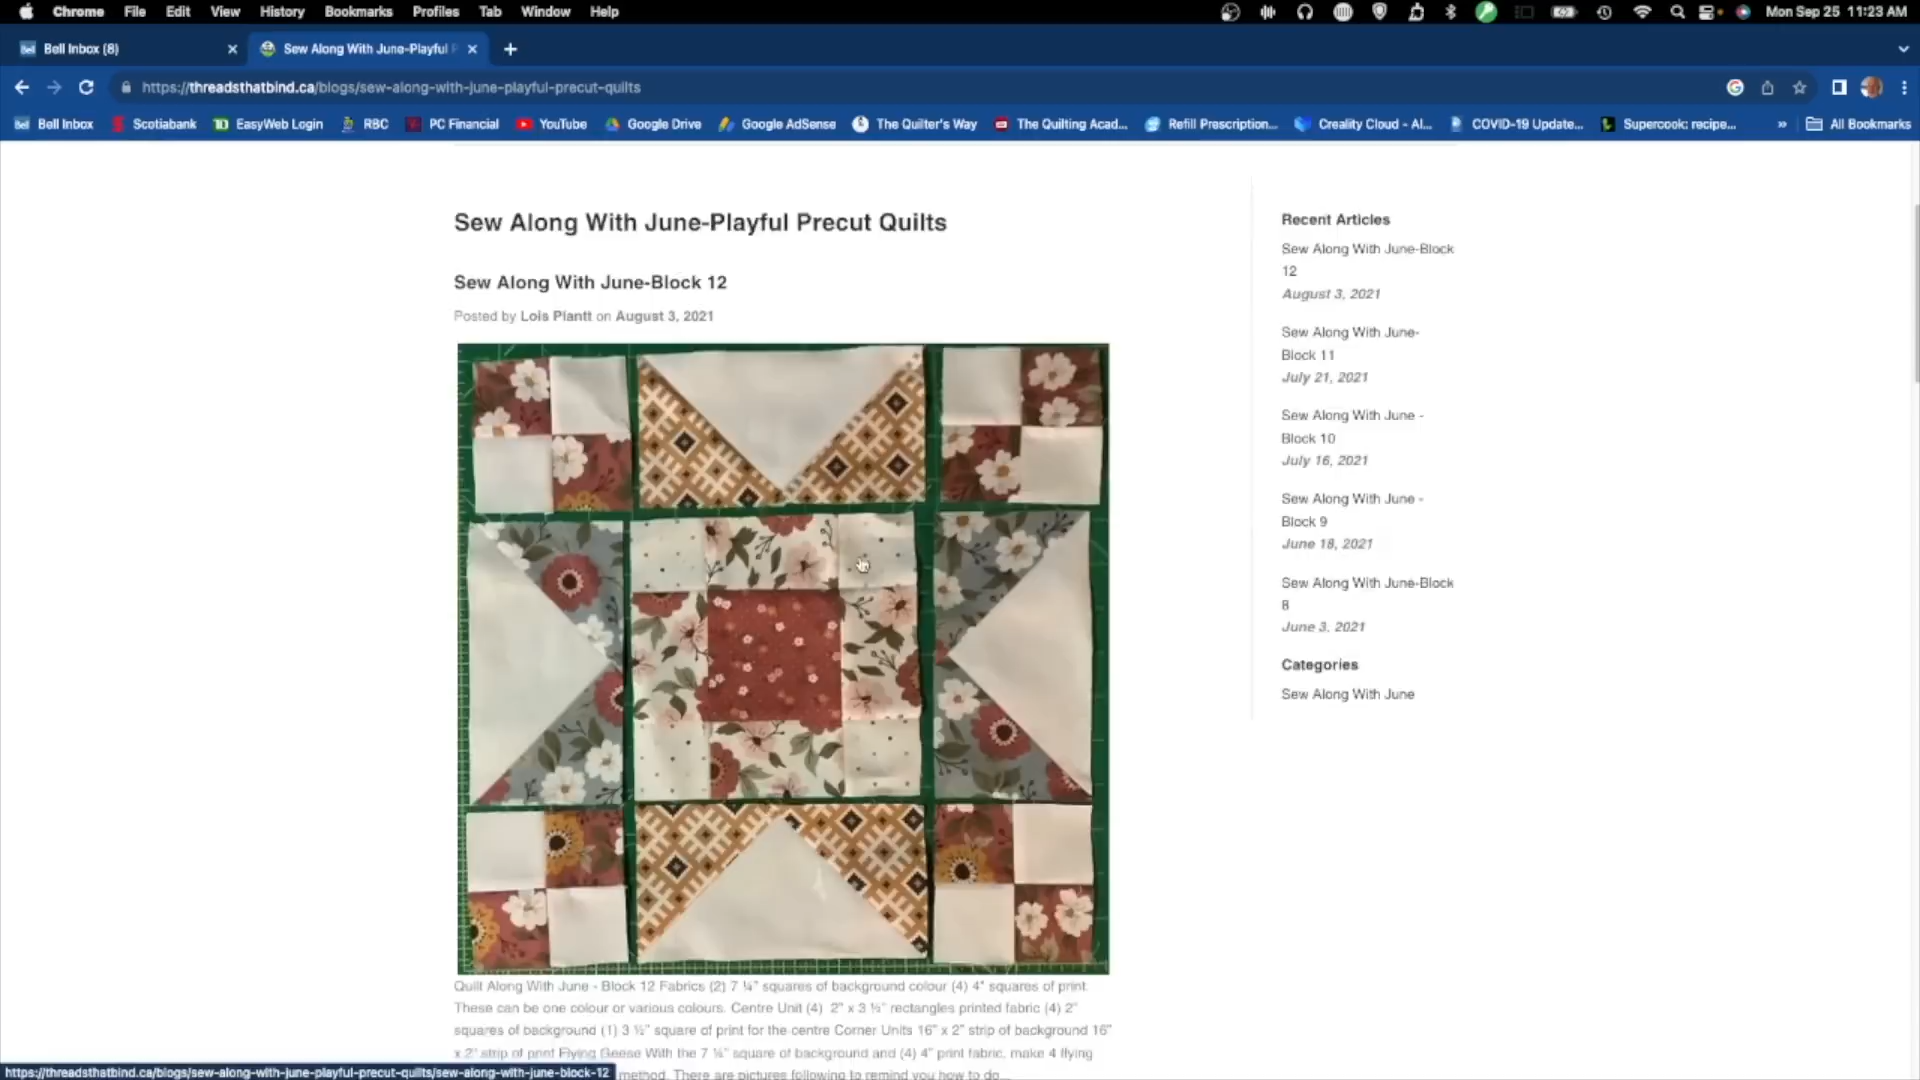 Chrome File Edit View History Bookmarks Profiles Tab Window Help Mon Sep 25 11:23 AM
Bell Inbox (8) Sew Along With June-Playful P
https://threadsthatbind.ca/blogs/sew-along-with-june-playful-precut-quilts
Bell Inbox Scotiabank EasyWeb Login RBC PC Financial YouTube Google Drive Google AdSense The Quilter's Way The Quilting Acad... Refill Prescription... Creality Cloud - Al... COVID-19 Update... Supercook: recipe... » All Bookmarks
Sew Along With June-Playful Precut Quilts
Sew Along With June-Block 12
Posted by Lois Plantt on August 3, 2021
Quilt Along With June - Block 12 Fabrics (2) 7 ¼" squares of background colour (4) 4" squares of print
These can be one colour or various colours. Centre Unit (4) 2" x 3 ½" rectangles printed fabric (4) 2"
squares of background (1) 3 ½" square of print for the centre Corner Units 16" x 2" strip of background 16"
x 2" strip of print Flying Geese With the 7 ¼" square of background and (4) 4" print fabric, make 4 flying
method. There are pictures following to remind you how to do...
Recent Articles
Sew Along With June-Block
12
August 3, 2021
Sew Along With June-
Block 11
July 21, 2021
Sew Along With June -
Block 10
July 16, 2021
Sew Along With June -
Block 9
June 18, 2021
Sew Along With June-Block
8
June 3, 2021
Categories
Sew Along With June
https://threadsthatbind.ca/blogs/sew-along-with-june-playful-precut-quilts/sew-along-with-june-block-12